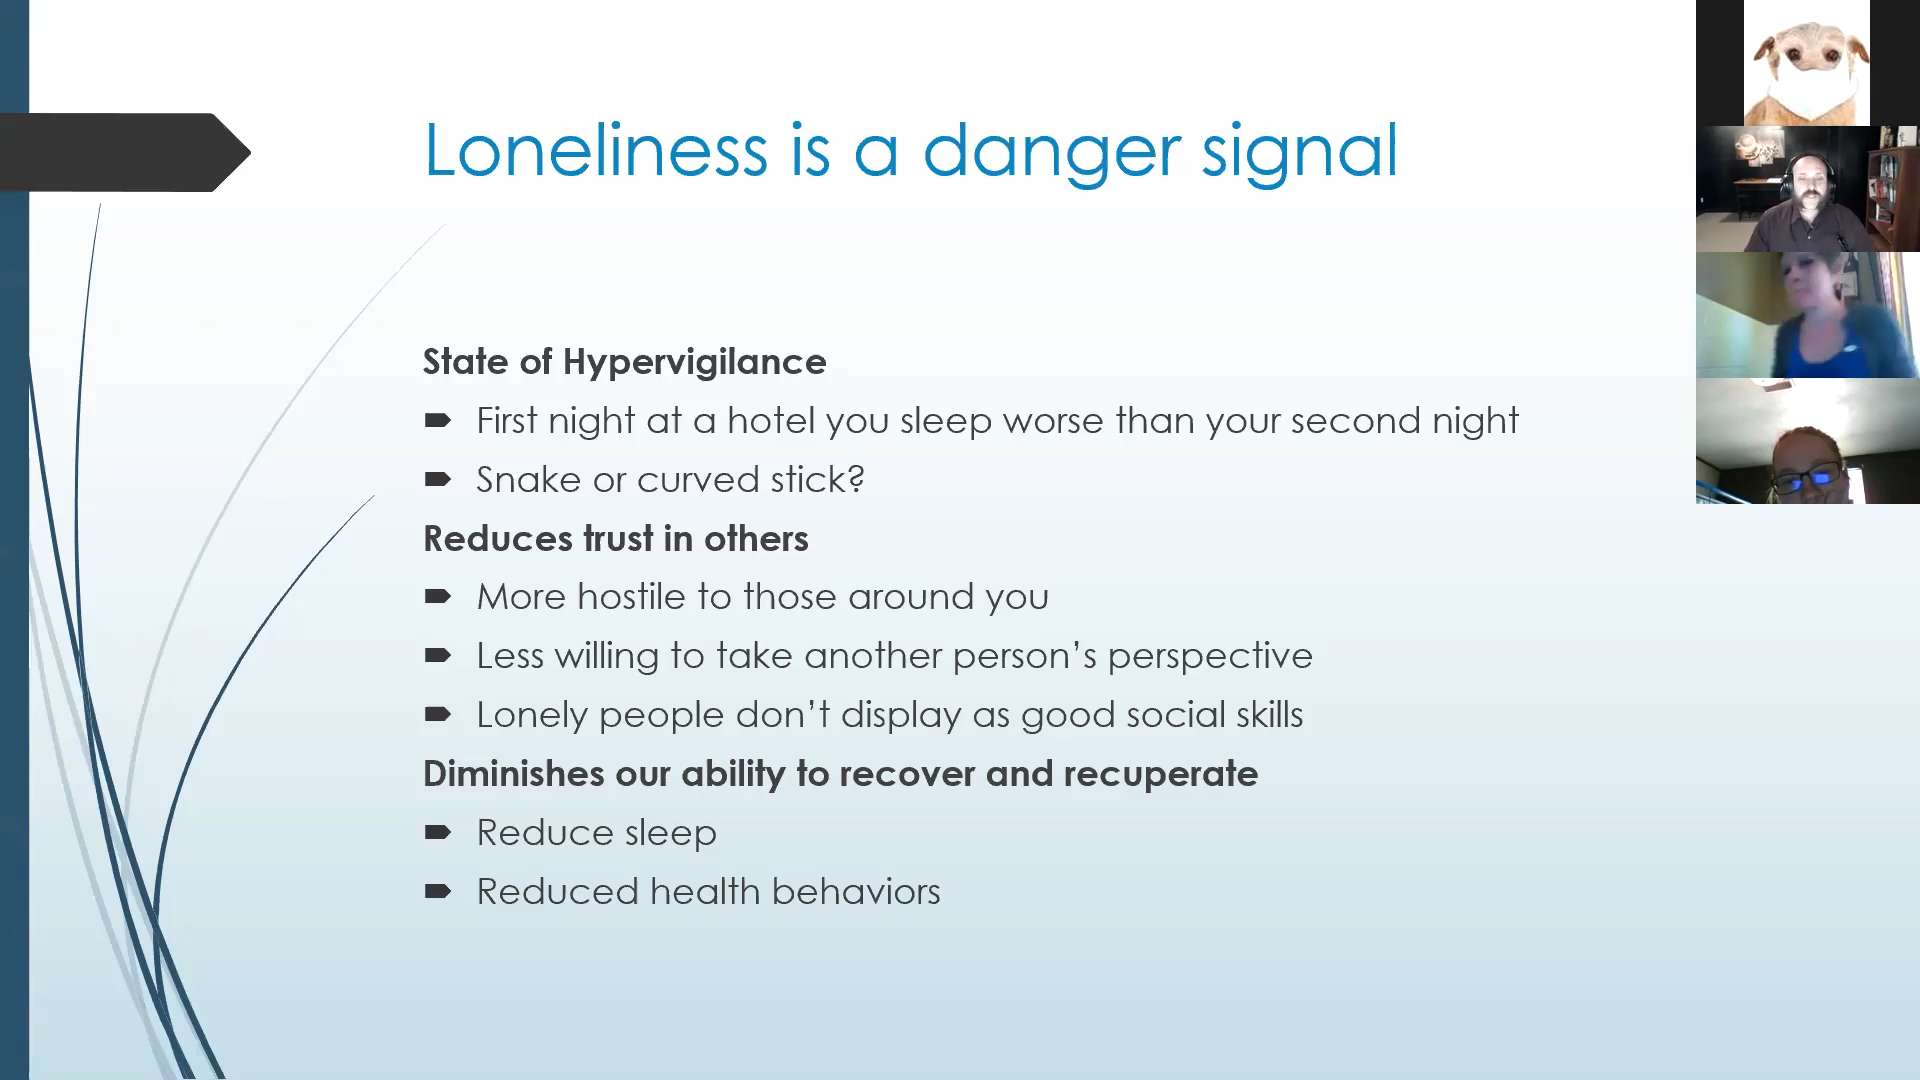 Loneliness is a danger signal
State of Hypervigilance
First night at a hotel you sleep worse than your second night
Snake or curved stick?
Reduces trust in others
More hostile to those around you
Less willing to take another person’s perspective
Lonely people don’t display as good social skills
Diminishes our ability to recover and recuperate
Reduce sleep
Reduced health behaviors